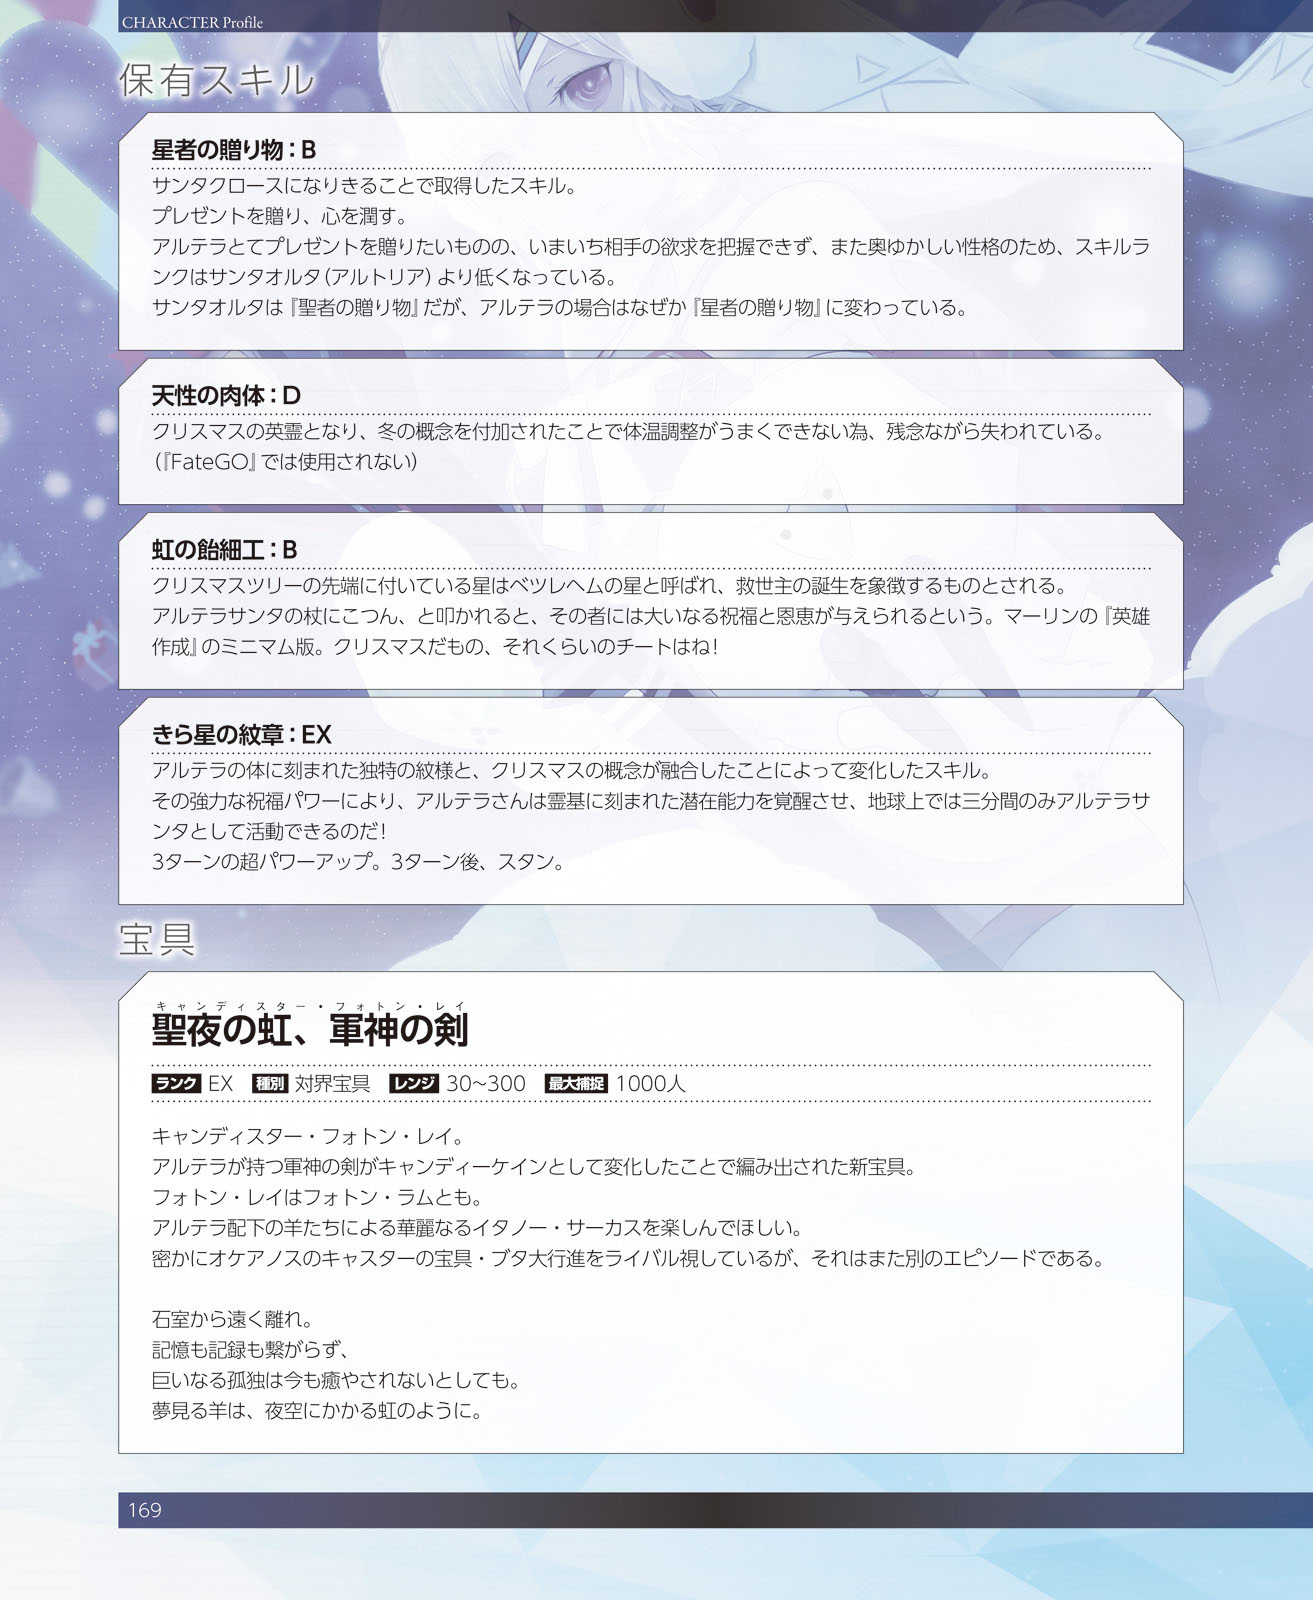 CHARACTER Profile
保有スキル
星者の贈り物：B
サンタクロースになりきることで取得したスキル。
プレゼントを贈り、心を潤す。
アルテラとてプレゼントを贈りたいものの、いまいち相手の欲求を把握できず、また奥ゆかしい性格のため、スキルラ
ンクはサンタオルタ（アルトリア）より低くなっている。
サンタオルタは『聖者の贈り物』だが、アルテラの場合はなぜか『星者の贈り物』に変わっている。
天性の肉体：D
クリスマスの英霊となり、冬の概念を付加されたことで体温調整がうまくできない為、残念ながら失われている。
（『FateGO』では使用されない）
虹の飴細工：B
クリスマスツリーの先端に付いている星はベツレヘムの星と呼ばれ、救世主の誕生を象徴するものとされる。
アルテラサンタの杖にこつん、と叩かれると、その者には大いなる祝福と恩恵が与えられるという。マーリンの『英雄
作成』のミニマム版。クリスマスだもの、それくらいのチートはね！
きら星の紋章：EX
アルテラの体に刻まれた独特の紋様と、クリスマスの概念が融合したことによって変化したスキル。
その強力な祝福パワーにより、アルテラさんは霊基に刻まれた潜在能力を覚醒させ、地球上では三分間のみアルテラサ
ンタとして活動できるのだ！
3ターンの超パワーアップ。3ターン後、スタン。
宝具
キャンディスター・フォトン・レイ
聖夜の虹、軍神の剣
ランク EX 種別 対界宝具 レンジ 30~300 最大捕捉 1000人
キャンディスター・フォトン・レイ。
アルテラが持つ軍神の剣がキャンディーケインとして変化したことで編み出された新宝具。
フォトン・レイはフォトン・ラムとも。
アルテラ配下の羊たちによる華麗なるイタノー・サーカスを楽しんでほしい。
密かにオケアノスのキャスターの宝具・ブタ大行進をライバル視しているが、それはまた別のエピソードである。
石室から遠く離れ。
記憶も記録も繋がらず、
巨いなる孤独は今も癒やされないとしても。
夢見る羊は、夜空にかかる虹のように。
169